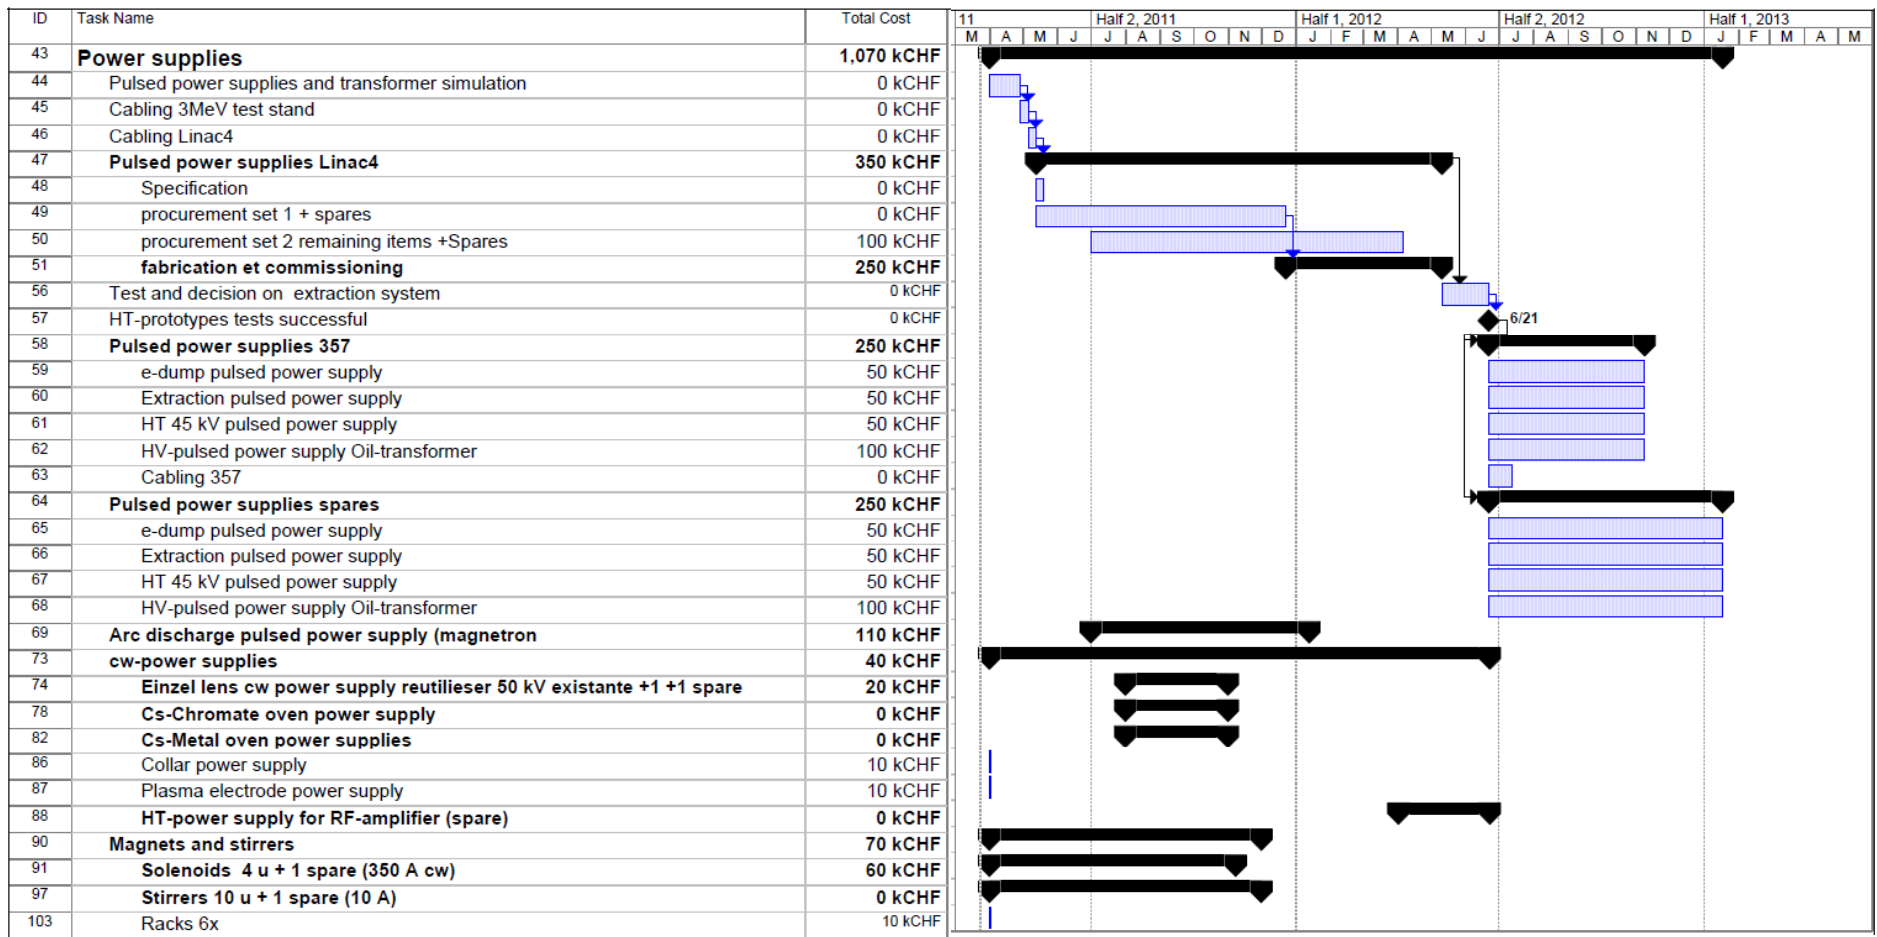 ID Task Name Total Cost 11 Half 2, 2011 Half 1, 2012 Half 2, 2012 Half 1, 2013
M A M J J A S O N D J F M A M J J A S O N D J F M A M
43 Power supplies 1,070 kCHF
44 Pulsed power supplies and transformer simulation 0 kCHF
45 Cabling 3MeV test stand 0 kCHF
46 Cabling Linac4 0 kCHF
47 Pulsed power supplies Linac4 350 kCHF
48 Specification 0 kCHF
49 procurement set 1 + spares 0 kCHF
50 procurement set 2 remaining items +Spares 100 kCHF
51 fabrication et commissioning 250 kCHF
56 Test and decision on extraction system 0 kCHF
57 HT-prototypes tests successful 0 kCHF 6/21
58 Pulsed power supplies 357 250 kCHF
59 e-dump pulsed power supply 50 kCHF
60 Extraction pulsed power supply 50 kCHF
61 HT 45 kV pulsed power supply 50 kCHF
62 HV-pulsed power supply Oil-transformer 100 kCHF
63 Cabling 357 0 kCHF
64 Pulsed power supplies spares 250 kCHF
65 e-dump pulsed power supply 50 kCHF
66 Extraction pulsed power supply 50 kCHF
67 HT 45 kV pulsed power supply 50 kCHF
68 HV-pulsed power supply Oil-transformer 100 kCHF
69 Arc discharge pulsed power supply (magnetron 110 kCHF
73 cw-power supplies 40 kCHF
74 Einzel lens cw power supply reutilieser 50 kV existante +1 +1 spare 20 kCHF
78 Cs-Chromate oven power supply 0 kCHF
82 Cs-Metal oven power supplies 0 kCHF
86 Collar power supply 10 kCHF
87 Plasma electrode power supply 10 kCHF
88 HT-power supply for RF-amplifier (spare) 0 kCHF
90 Magnets and stirrers 70 kCHF
91 Solenoids 4 u + 1 spare (350 A cw) 60 kCHF
97 Stirrers 10 u + 1 spare (10 A) 0 kCHF
103 Racks 6x 10 kCHF